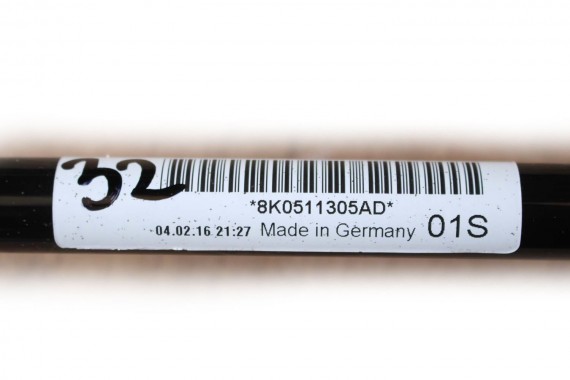 32
*8K0511305AD*
04.02.16 21:27 Made in Germany 01S